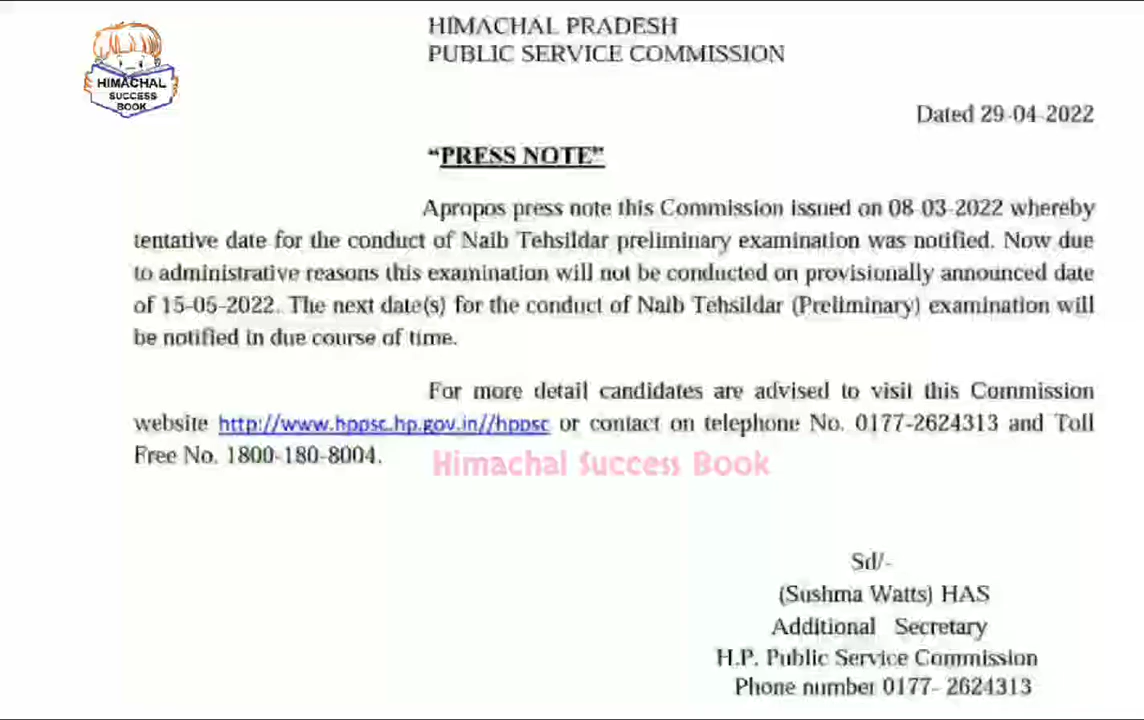 HIMACHAL PRADESH
PUBLIC SERVICE COMMISSION
HIMACHAL
SUCCESS
BOOK
Dated 29-04-2022
"PRESS NOTE"
Apropos press note this Commission issued on 08-03-2022 whereby
tentative date for the conduct of Naib Tehsildar preliminary examination was notified. Now due
to administrative reasons this examination will not be conducted on provisionally announced date
of 15-05-2022. The next date(s) for the conduct of Naib Tehsildar (Preliminary) examination will
be notified in due course of time.
For more detail candidates are advised to visit this Commission
website http://www.hppsc.hp.gov.in//hppsc or contact on telephone No. 0177-2624313 and Toll
Free No. 1800-180-8004.
Himachal Success Book
Sd/-
(Sushma Watts) HAS
Additional Secretary
H.P. Public Service Commission
Phone number 0177- 2624313